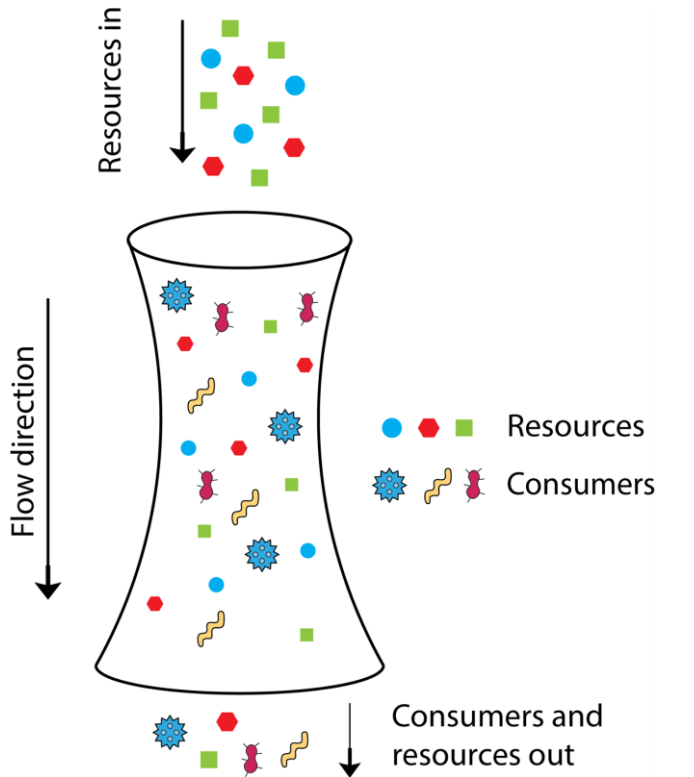 Resources in
Flow direction
Resources
Consumers
Consumers and
resources out